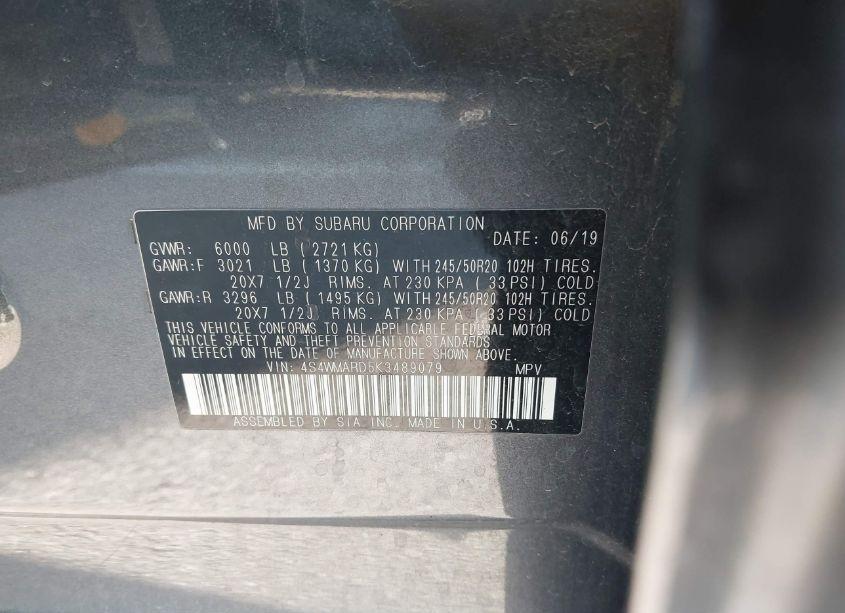 MFD BY SUBARU CORPORATION
DATE: 06/19
GVWR: 6000 LB ( 2721 KG)
GAWR:F 3021 LB ( 1370 KG) WITH 245/50R20 102H TIRES.
20X7 1/2J RIMS. AT 230 KPA ( 33 PSI) COLD
GAWR:R 3296 LB ( 1495 KG) WITH 245/50R20 102H TIRES.
20X7 1/2J RIMS. AT 230 KPA ( 33 PSI) COLD
THIS VEHICLE CONFORMS TO ALL APPLICABLE FEDERAL MOTOR
VEHICLE SAFETY AND THEFT PREVENTION STANDARDS
IN EFFECT ON THE DATE OF MANUFACTURE SHOWN ABOVE.
VIN: 4S4WMARD5K3489079 MPV
ASSEMBLED BY SIA INC. MADE IN U.S.A.